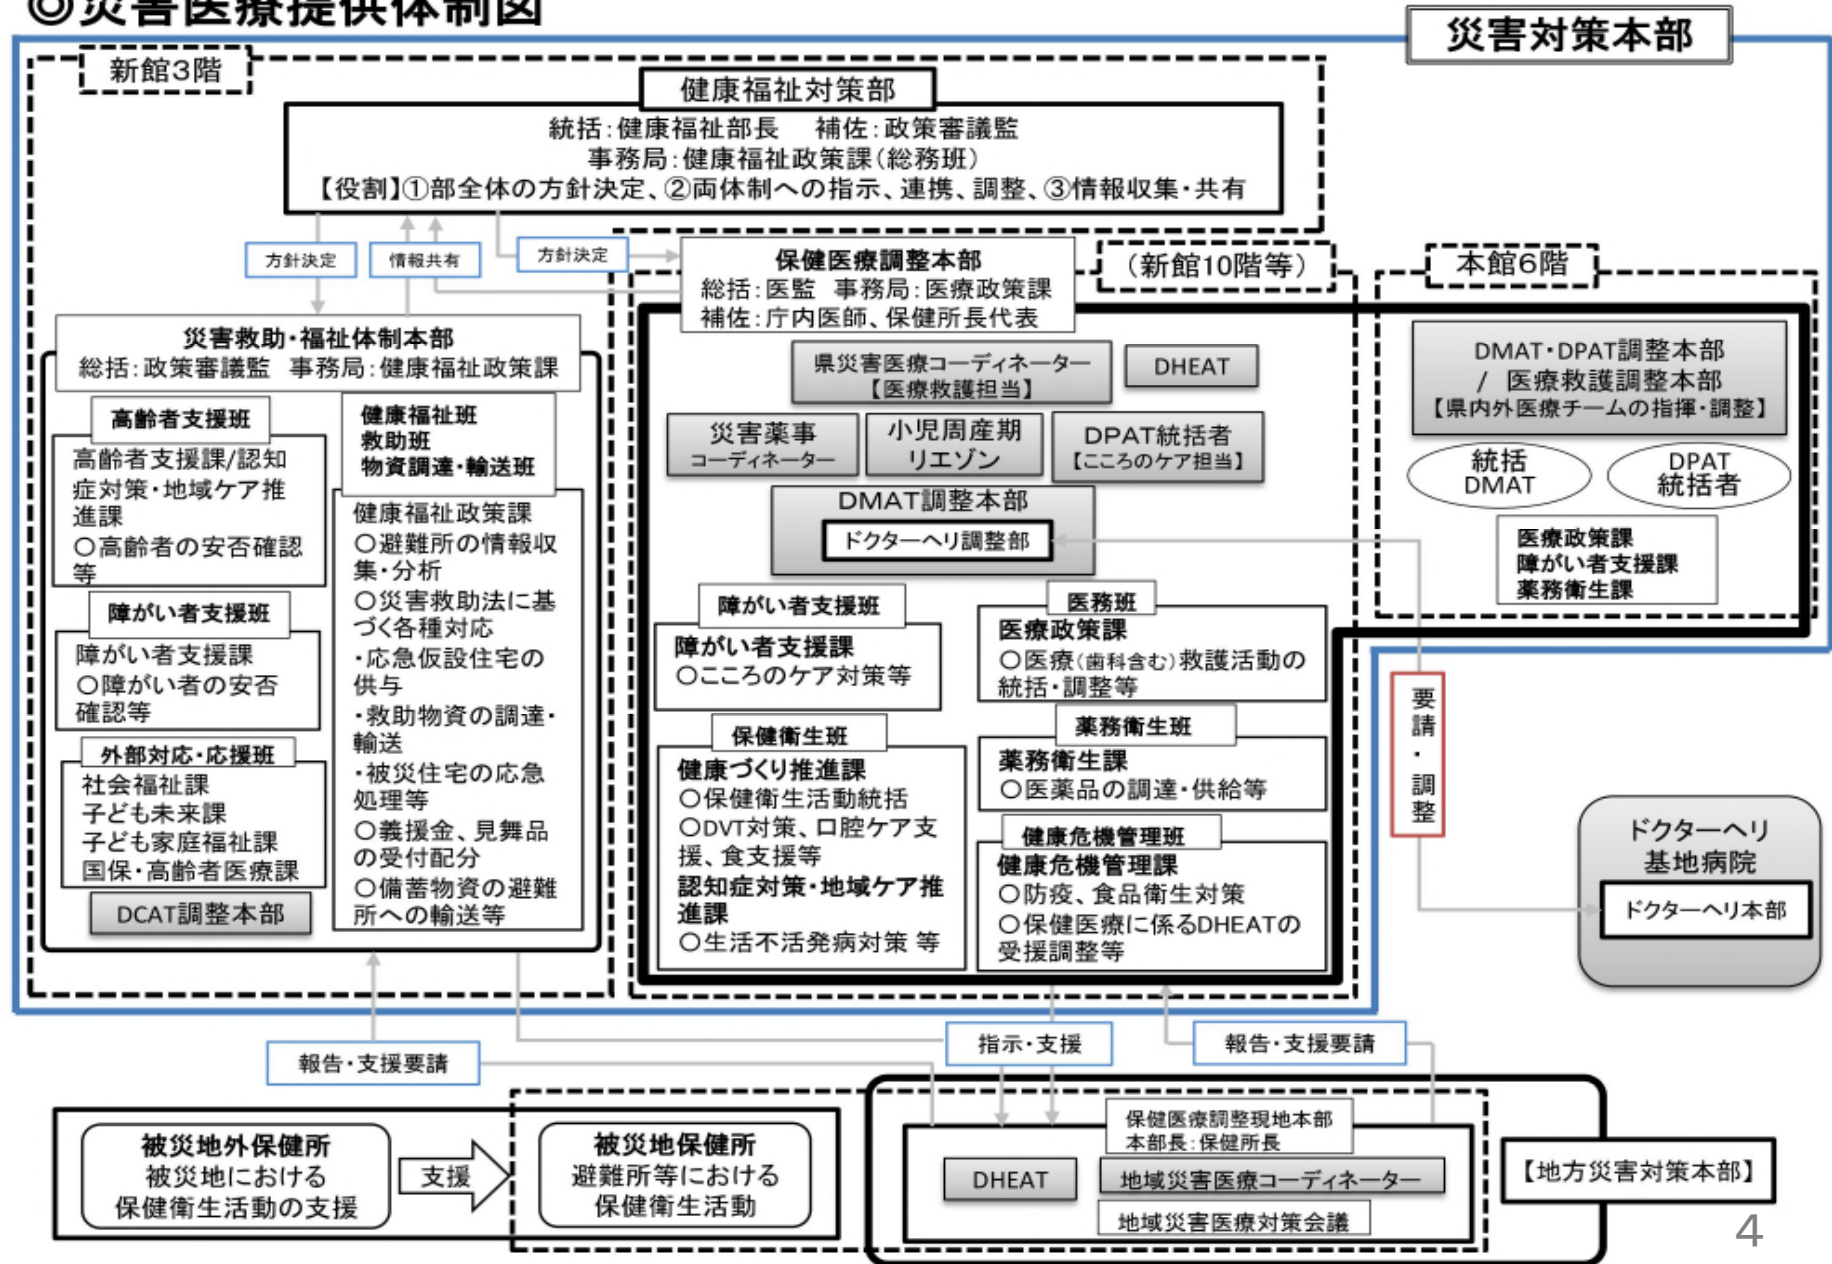 ◎災害医療提供体制図
災害対策本部
新館３階
健康福祉対策部
統括：健康福祉部長　補佐：政策審議監
事務局：健康福祉政策課（総務班）
【役割】①部全体の方針決定、②両体制への指示、連携、調整、③情報収集・共有
方針決定
情報共有
方針決定
災害救助・福祉体制本部
総括：政策審議監　事務局：健康福祉政策課
高齢者支援班
高齢者支援課/認知
症対策・地域ケア推
進課
○高齢者の安否確認
等
障がい者支援班
障がい者支援課
○障がい者の安否
確認等
外部対応・応援班
社会福祉課
子ども未来課
子ども家庭福祉課
国保・高齢者医療課
DCAT調整本部
健康福祉班
救助班
物資調達・輸送班
健康福祉政策課
○避難所の情報収
集・分析
○災害救助法に基
づく各種対応
・応急仮設住宅の
供与
・救助物資の調達・
輸送
・被災住宅の応急
処理等
○義援金、見舞品
の受付配分
○備蓄物資の避難
所への輸送等
保健医療調整本部
総括：医監　事務局：医療政策課
補佐：庁内医師、保健所長代表
（新館10階等）
県災害医療コーディネーター
【医療救護担当】
DHEAT
災害薬事
コーディネーター
小児周産期
リエゾン
DPAT統括者
【こころのケア担当】
DMAT調整本部
ドクターヘリ調整部
障がい者支援班
障がい者支援課
○こころのケア対策等
保健衛生班
健康づくり推進課
○保健衛生活動統括
○DVT対策、口腔ケア支
援、食支援等
認知症対策・地域ケア推
進課
○生活不活発病対策 等
医務班
医療政策課
○医療（歯科含む）救護活動の
統括・調整等
薬務衛生班
薬務衛生課
○医薬品の調達・供給等
健康危機管理班
健康危機管理課
○防疫、食品衛生対策
○保健医療に係るDHEATの
受援調整等
本館６階
DMAT・DPAT調整本部
/ 医療救護調整本部
【県内外医療チームの指揮・調整】
統括
DMAT
DPAT
統括者
医療政策課
障がい者支援課
薬務衛生課
要請・調整
ドクターヘリ
基地病院
ドクターヘリ本部
報告・支援要請
指示・支援
報告・支援要請
被災地外保健所
被災地における
保健衛生活動の支援
支援
被災地保健所
避難所等における
保健衛生活動
保健医療調整現地本部
本部長：保健所長
DHEAT
地域災害医療コーディネーター
地域災害医療対策会議
【地方災害対策本部】
4